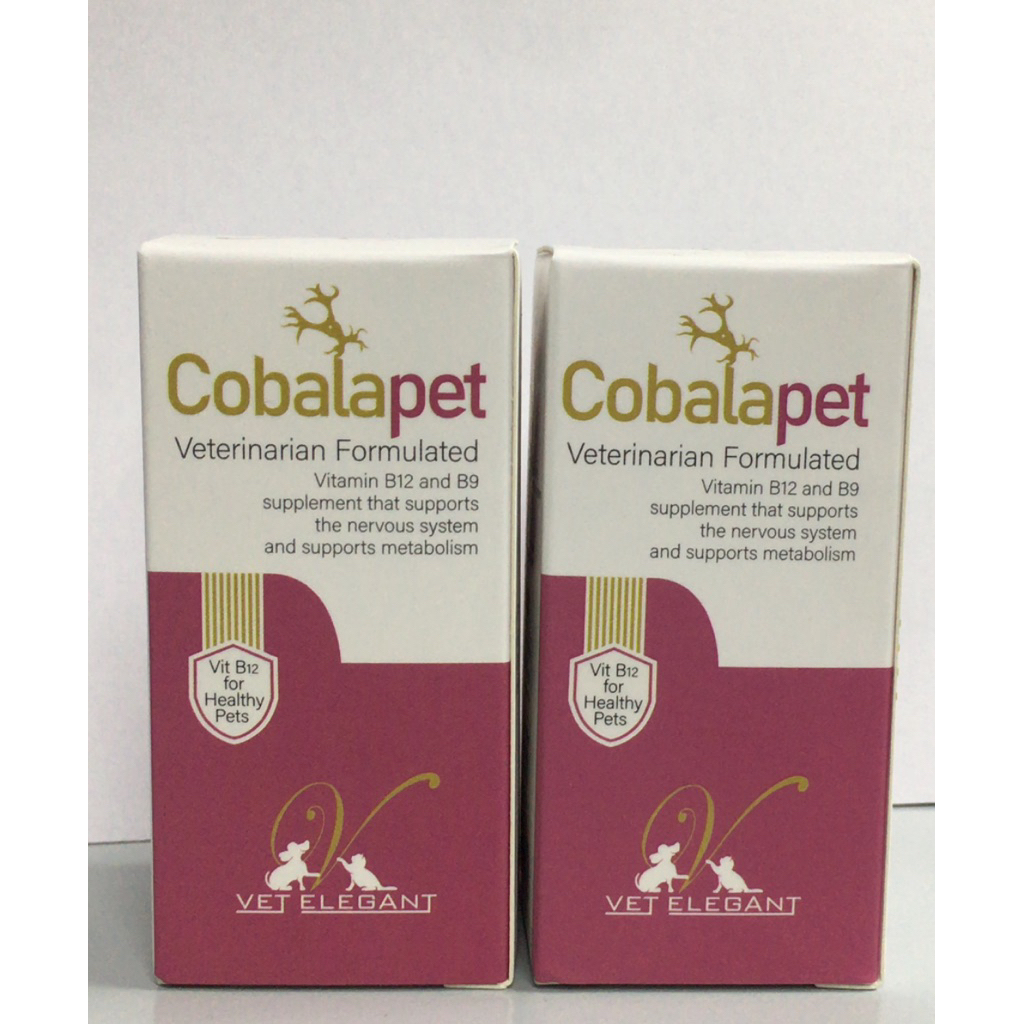 Cobalapet
Veterinarian Formulated
Vitamin B12 and B9
supplement that supports
the nervous system
and supports metabolism
Vit B12
for
Healthy
Pets
V
VET ELEGANT
Cobalapet
Veterinarian Formulated
Vitamin B12 and B9
supplement that supports
the nervous system
and supports metabolism
Vit B12
for
Healthy
Pets
V
VET ELEGANT